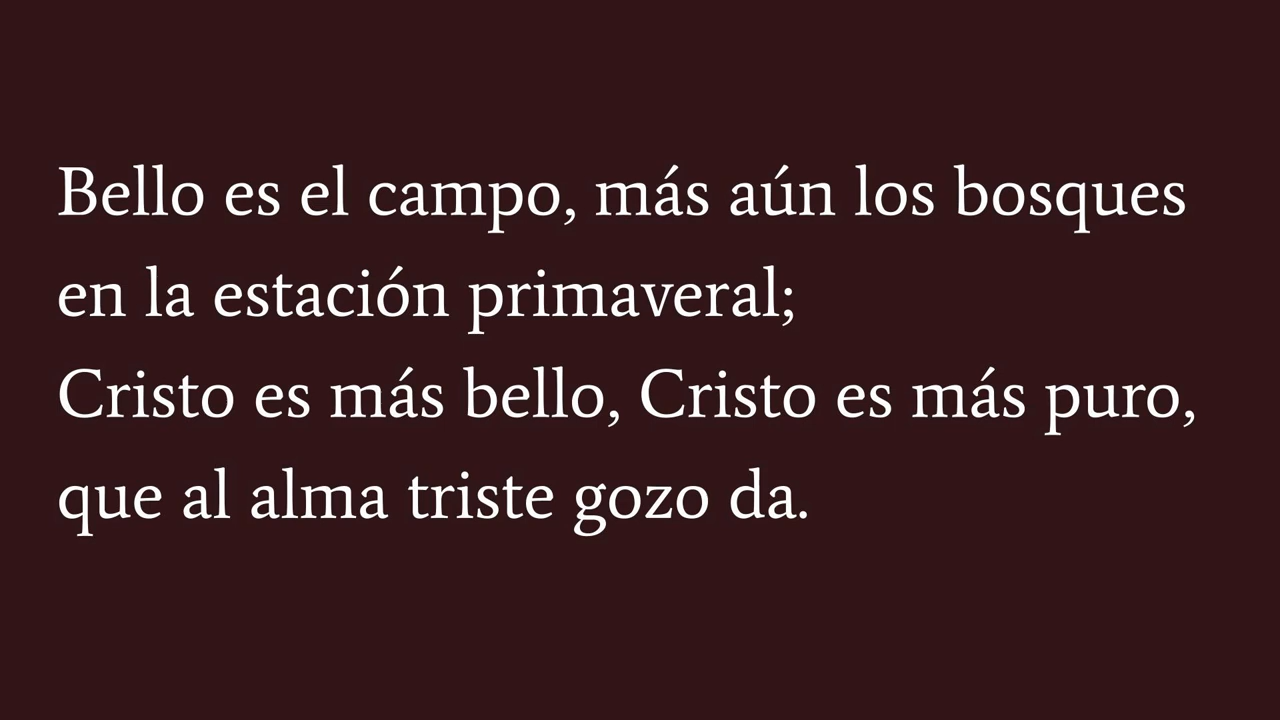 Bello es el campo, más aún los bosques
en la estación primaveral;
Cristo es más bello, Cristo es más puro,
que al alma triste gozo da.